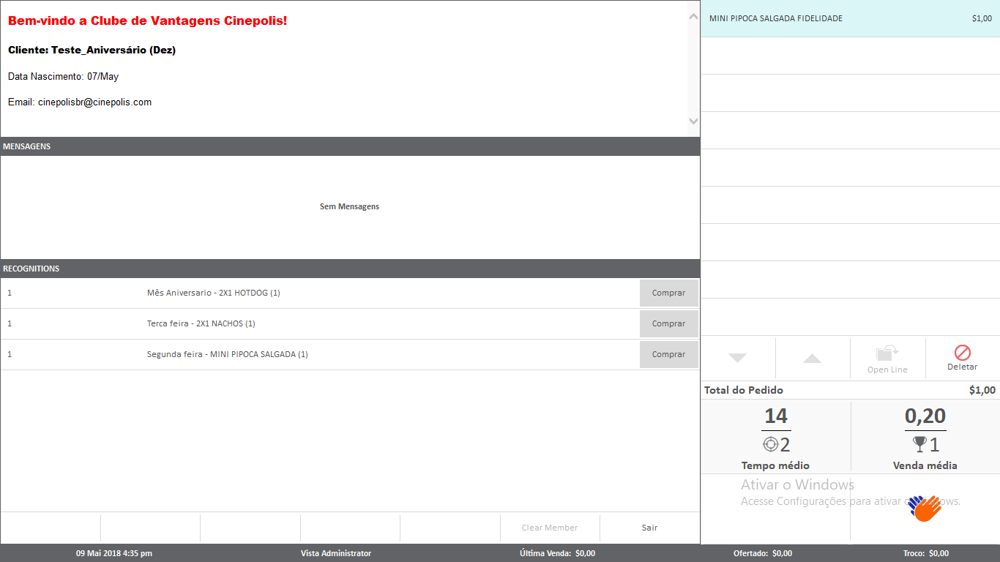 Bem-vindo a Clube de Vantagens Cinepolis!
Cliente: Teste_Aniversário (Dez)
Data Nascimento: 07/May
Email: cinepolisbr@cinepolis.com
MENSAGENS
Sem Mensagens
RECOGNITIONS
1 Mês Aniversario - 2X1 HOTDOG (1) Comprar
1 Terca feira - 2X1 NACHOS (1) Comprar
1 Segunda feira - MINI PIPOCA SALGADA (1) Comprar
Clear Member Sair
MINI PIPOCA SALGADA FIDELIDADE $1,00
Open Line Deletar
Total do Pedido $1,00
14 0,20
2 1
Tempo médio Venda média
Ativar o Windows
Acesse Configurações para ativar o Windows.
09 Mai 2018 4:35 pm Vista Administrator Última Venda: $0,00 Ofertado: $0,00 Troco: $0,00